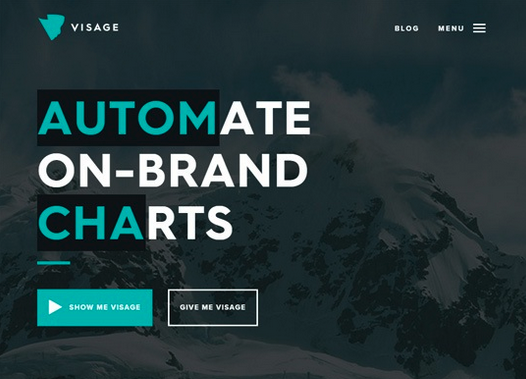 VISAGE
BLOG MENU
AUTOMATE
ON-BRAND
CHARTS
SHOW ME VISAGE GIVE ME VISAGE